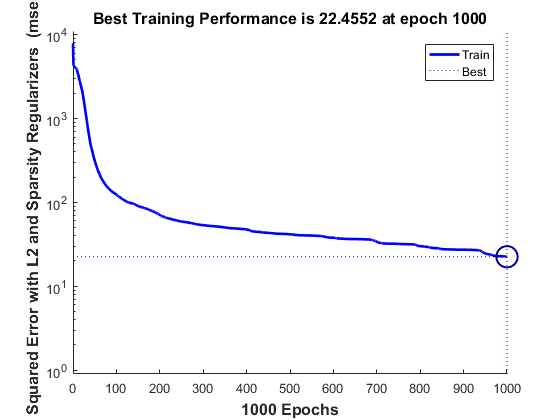 Best Training Performance is 22.4552 at epoch 1000
Squared Error with L2 and Sparsity Regularizers (mse
10^4
10^3
10^2
10^1
10^0
Train
Best
0 100 200 300 400 500 600 700 800 900 1000
1000 Epochs